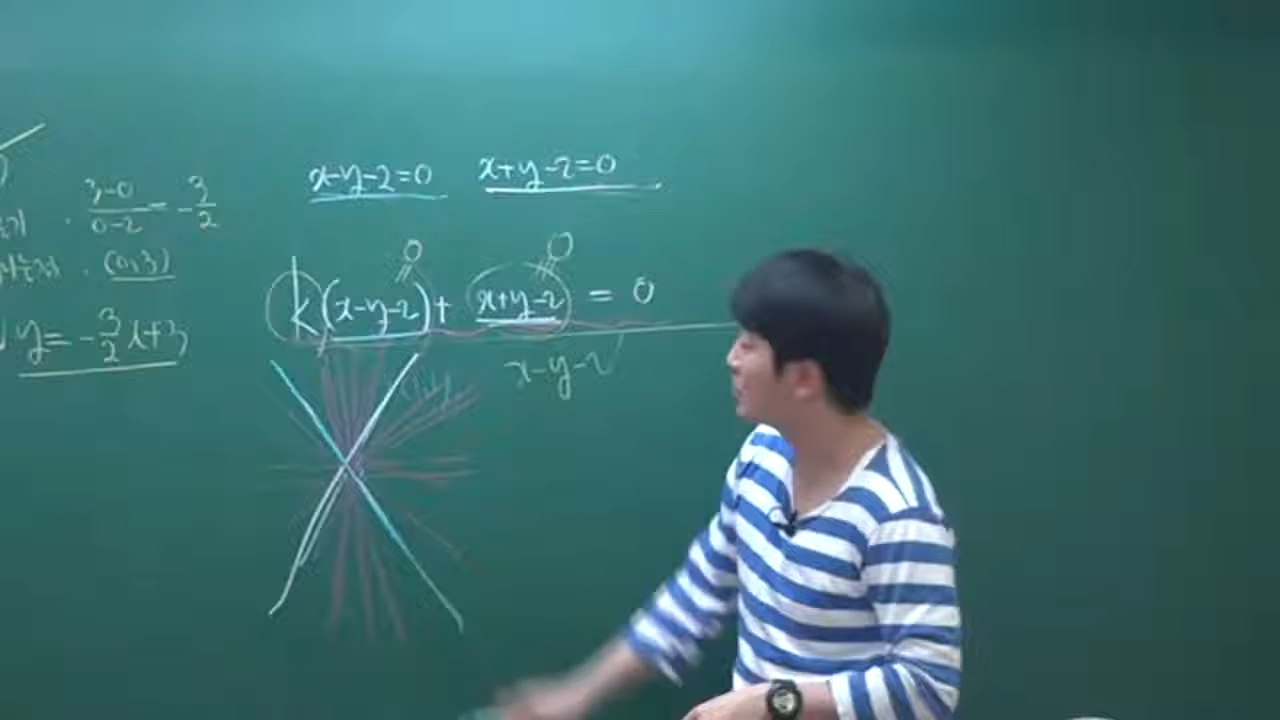 x-y-2=0 x+y-2=0
3-0/0-2 = -3/2
0 0
(0,3)
k(x-y-2)+ x+y-2 = 0
y= -3/2 x+3
x-y-2